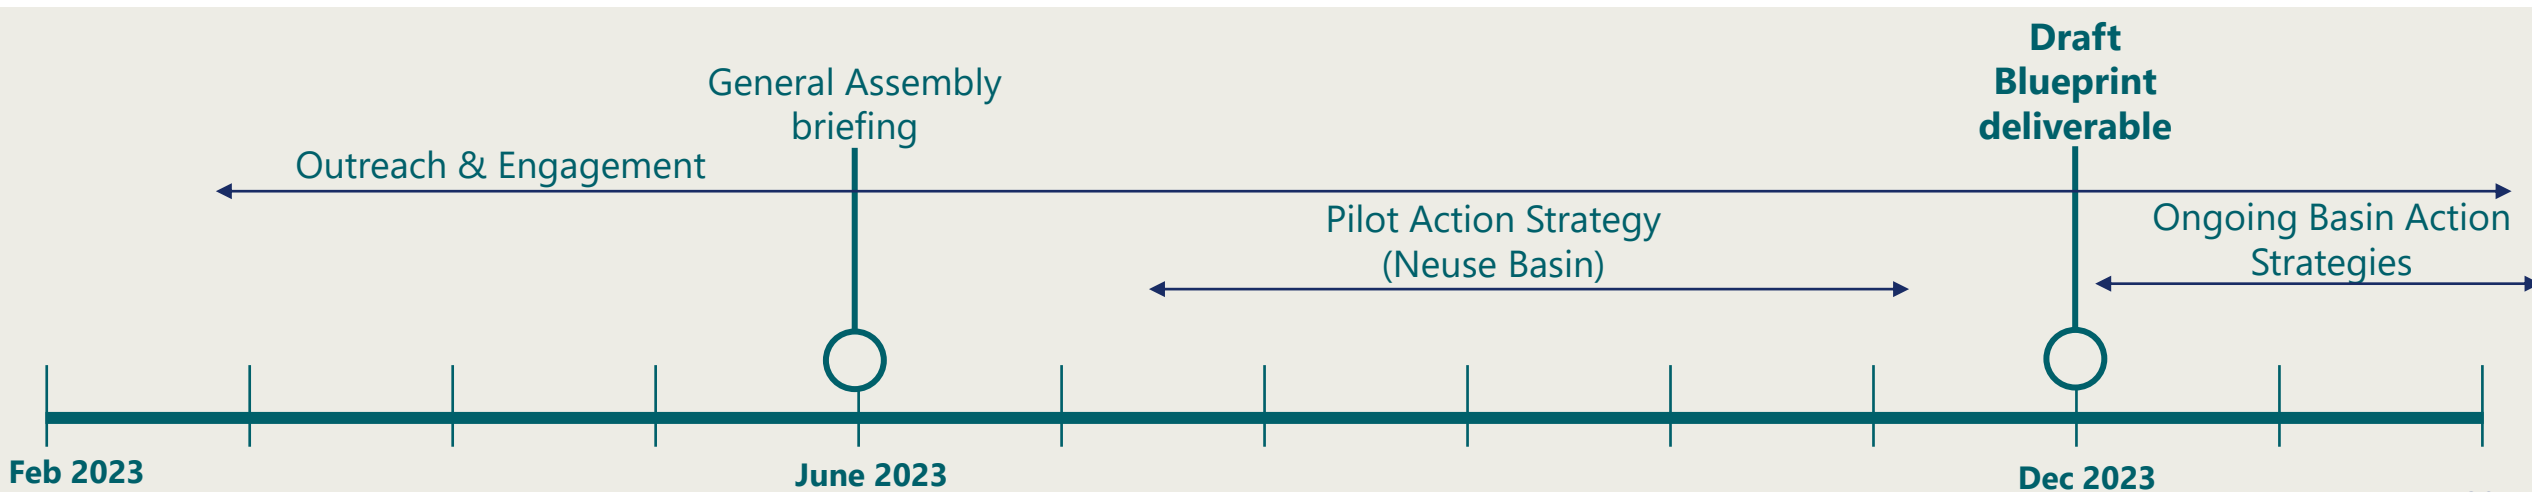 Draft
Blueprint
deliverable
General Assembly
briefing
Outreach & Engagement
Pilot Action Strategy
(Neuse Basin)
Ongoing Basin Action
Strategies
Feb 2023
June 2023
Dec 2023